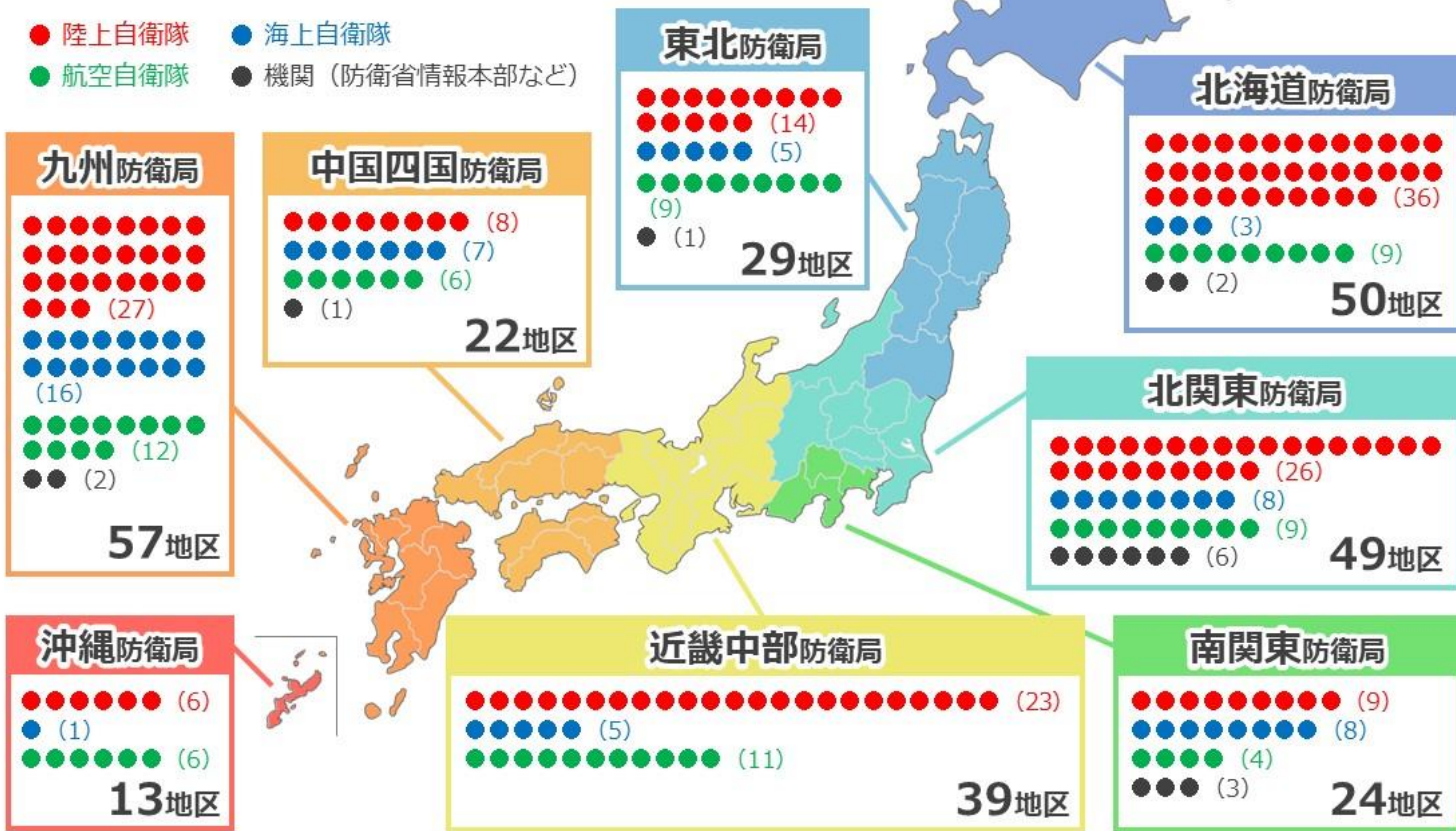 陸上自衛隊
海上自衛隊
航空自衛隊
機関（防衛省情報本部など）
東北防衛局
(14)
(5)
(9)
(1)
29地区
北海道防衛局
(36)
(3)
(9)
(2)
50地区
九州防衛局
(27)
(16)
(12)
(2)
57地区
中国四国防衛局
(8)
(7)
(6)
(1)
22地区
北関東防衛局
(26)
(8)
(9)
(6)
49地区
沖縄防衛局
(6)
(1)
(6)
13地区
近畿中部防衛局
(23)
(5)
(11)
39地区
南関東防衛局
(9)
(8)
(4)
(3)
24地区